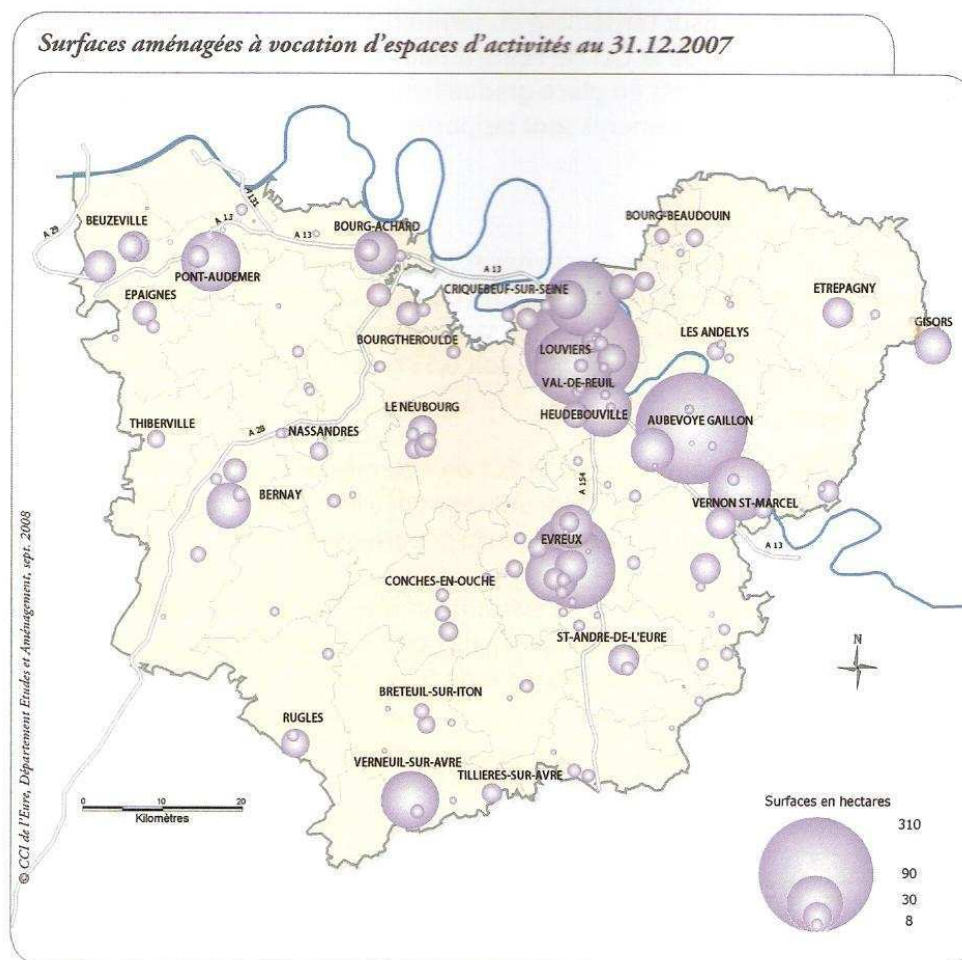 Surfaces aménagées à vocation d'espaces d'activités au 31.12.2007
A 29
BEUZEVILLE
A 131
A 13
A 13
BOURG-ACHARD
A 13
BOURG-BEAUDOUIN
PONT-AUDEMER
EPAIGNES
CRIQUEBEUF-SUR-SEINE
ETREPAGNY
GISORS
BOURGTHEROULDE
LOUVIERS
LES ANDELYS
VAL-DE-REUIL
LE NEUBOURG
HEUDEBOUVILLE
AUBEVOYE GAILLON
THIBERVILLE
A 28
NASSANDRES
A 154
BERNAY
VERNON ST-MARCEL
EVREUX
A 13
CONCHES-EN-OUCHE
ST-ANDRE-DE-L'EURE
N
BRETEUIL-SUR-ITON
RUGLES
VERNEUIL-SUR-AVRE
TILLIERES-SUR-AVRE
0 10 20
Kilomètres
Surfaces en hectares
310
90
30
8
© CCI de l'Eure, Département Etudes et Aménagement, sept. 2008